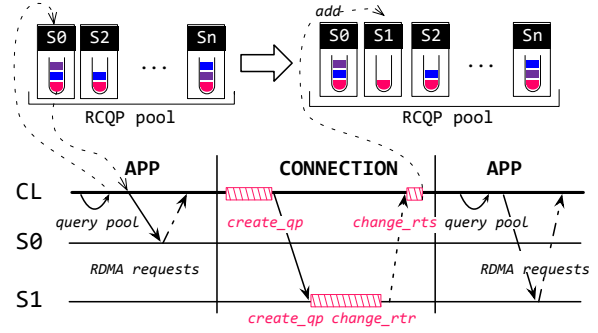 add
S0 S2 Sn
...
RCQP pool
S0 S1 S2 Sn
...
RCQP pool
APP CONNECTION APP
CL
query pool create_qp change_rts query pool
S0
RDMA requests RDMA requests
S1
create_qp change_rtr